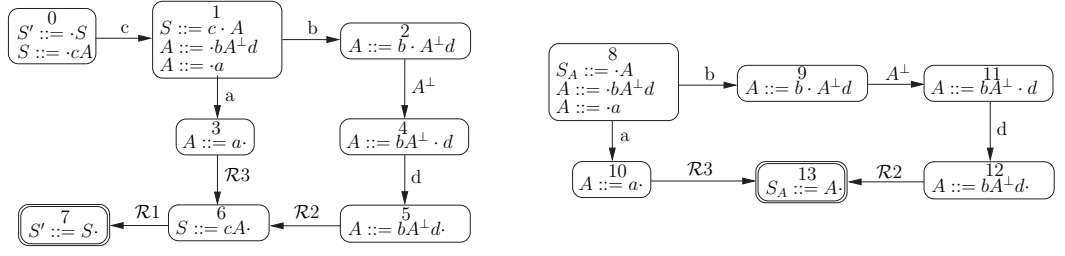 0
S′ ::= ·S
S ::= ·cA
c
1
S ::= c · A
A ::= ·bA⊥d
A ::= ·a
b
2
A ::= b · A⊥d
a
A⊥
3
A ::= a·
4
A ::= bA⊥ · d
R3
d
7
S′ ::= S·
R1
6
S ::= cA·
R2
5
A ::= bA⊥d·
8
S_A ::= ·A
A ::= ·bA⊥d
A ::= ·a
b
9
A ::= b · A⊥d
A⊥
11
A ::= bA⊥ · d
a
d
10
A ::= a·
R3
13
S_A ::= A·
R2
12
A ::= bA⊥d·